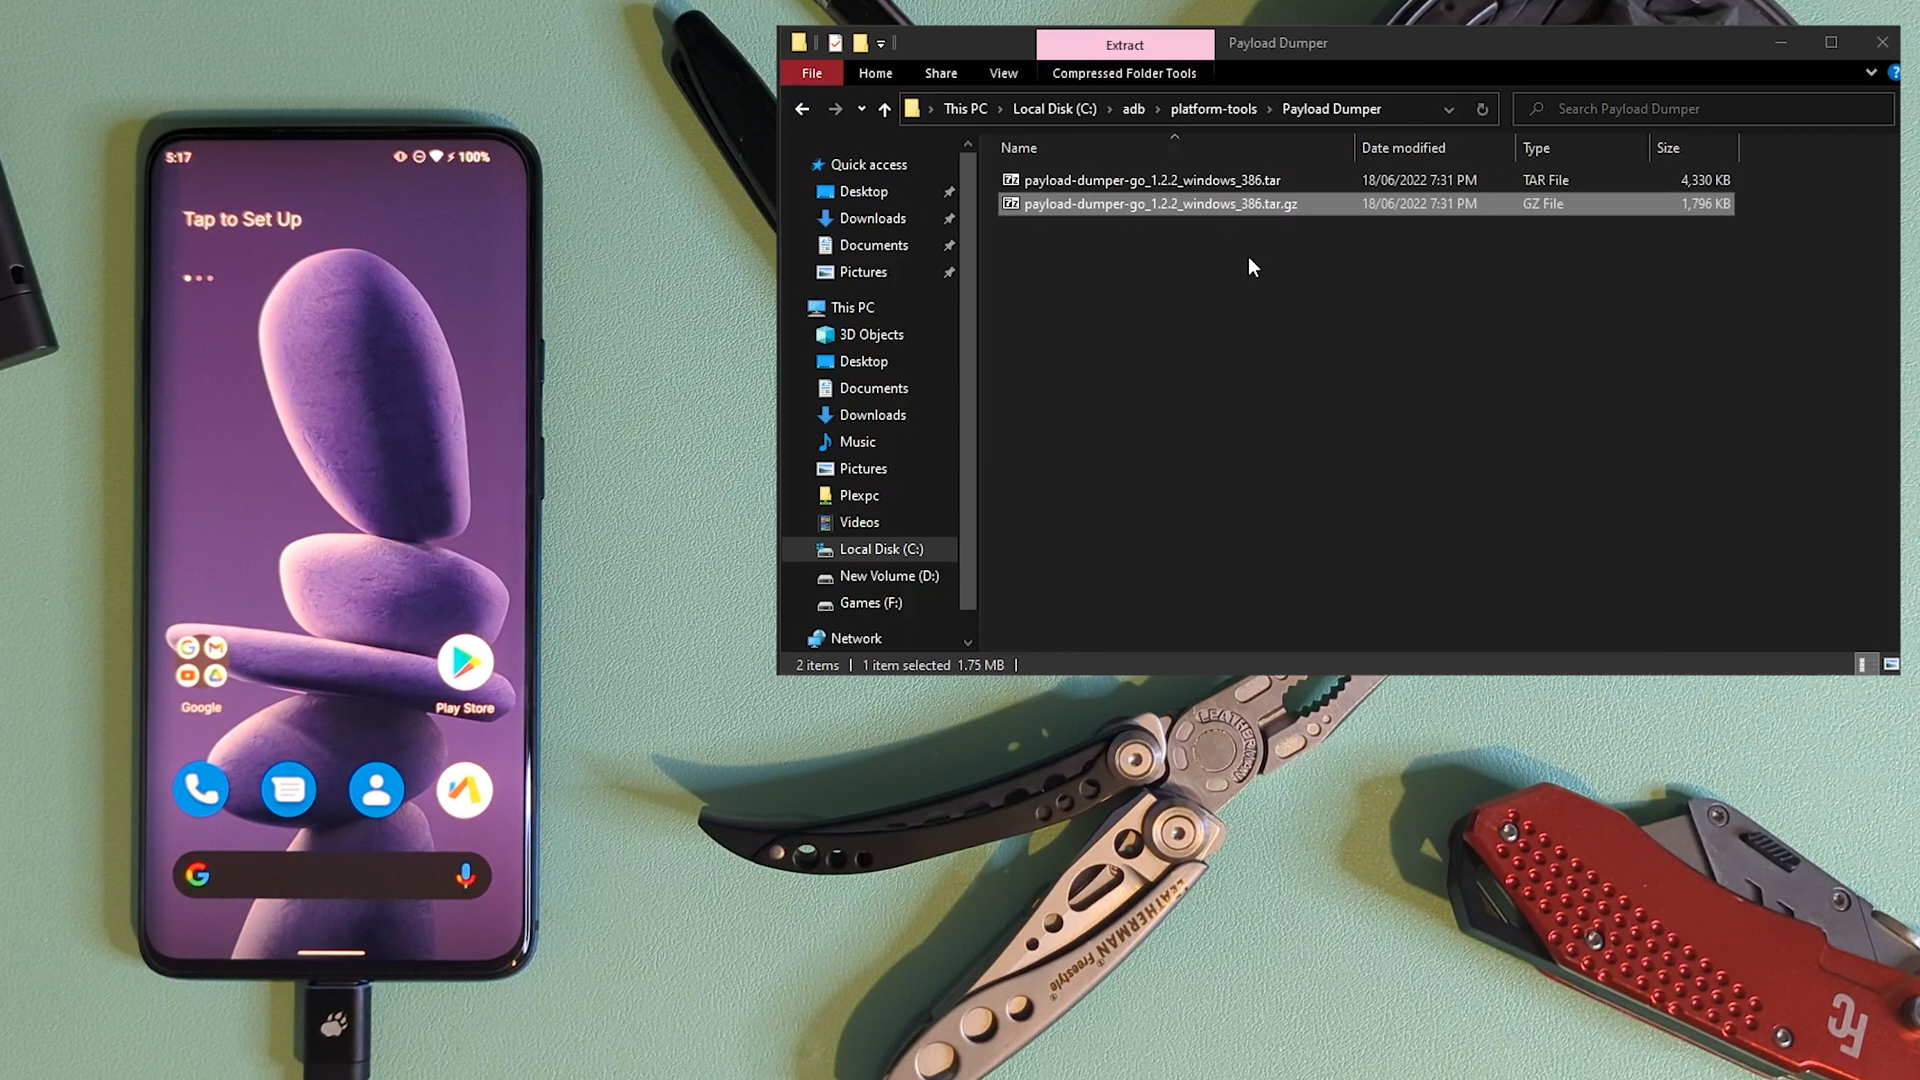 5:17
100%
Tap to Set Up
Google
Play Store
Extract
Payload Dumper
File
Home
Share
View
Compressed Folder Tools
This PC
Local Disk (C:)
adb
platform-tools
Payload Dumper
Search Payload Dumper
Name
Date modified
Type
Size
payload-dumper-go_1.2.2_windows_386.tar
18/06/2022 7:31 PM
TAR File
4,330 KB
payload-dumper-go_1.2.2_windows_386.tar.gz
18/06/2022 7:31 PM
GZ File
1,796 KB
Quick access
Desktop
Downloads
Documents
Pictures
This PC
3D Objects
Desktop
Documents
Downloads
Music
Pictures
Plexpc
Videos
Local Disk (C:)
New Volume (D:)
Games (F:)
Network
2 items
1 item selected 1.75 MB
LEATHERMAN
LEATHERMAN® Freestyle®
FC